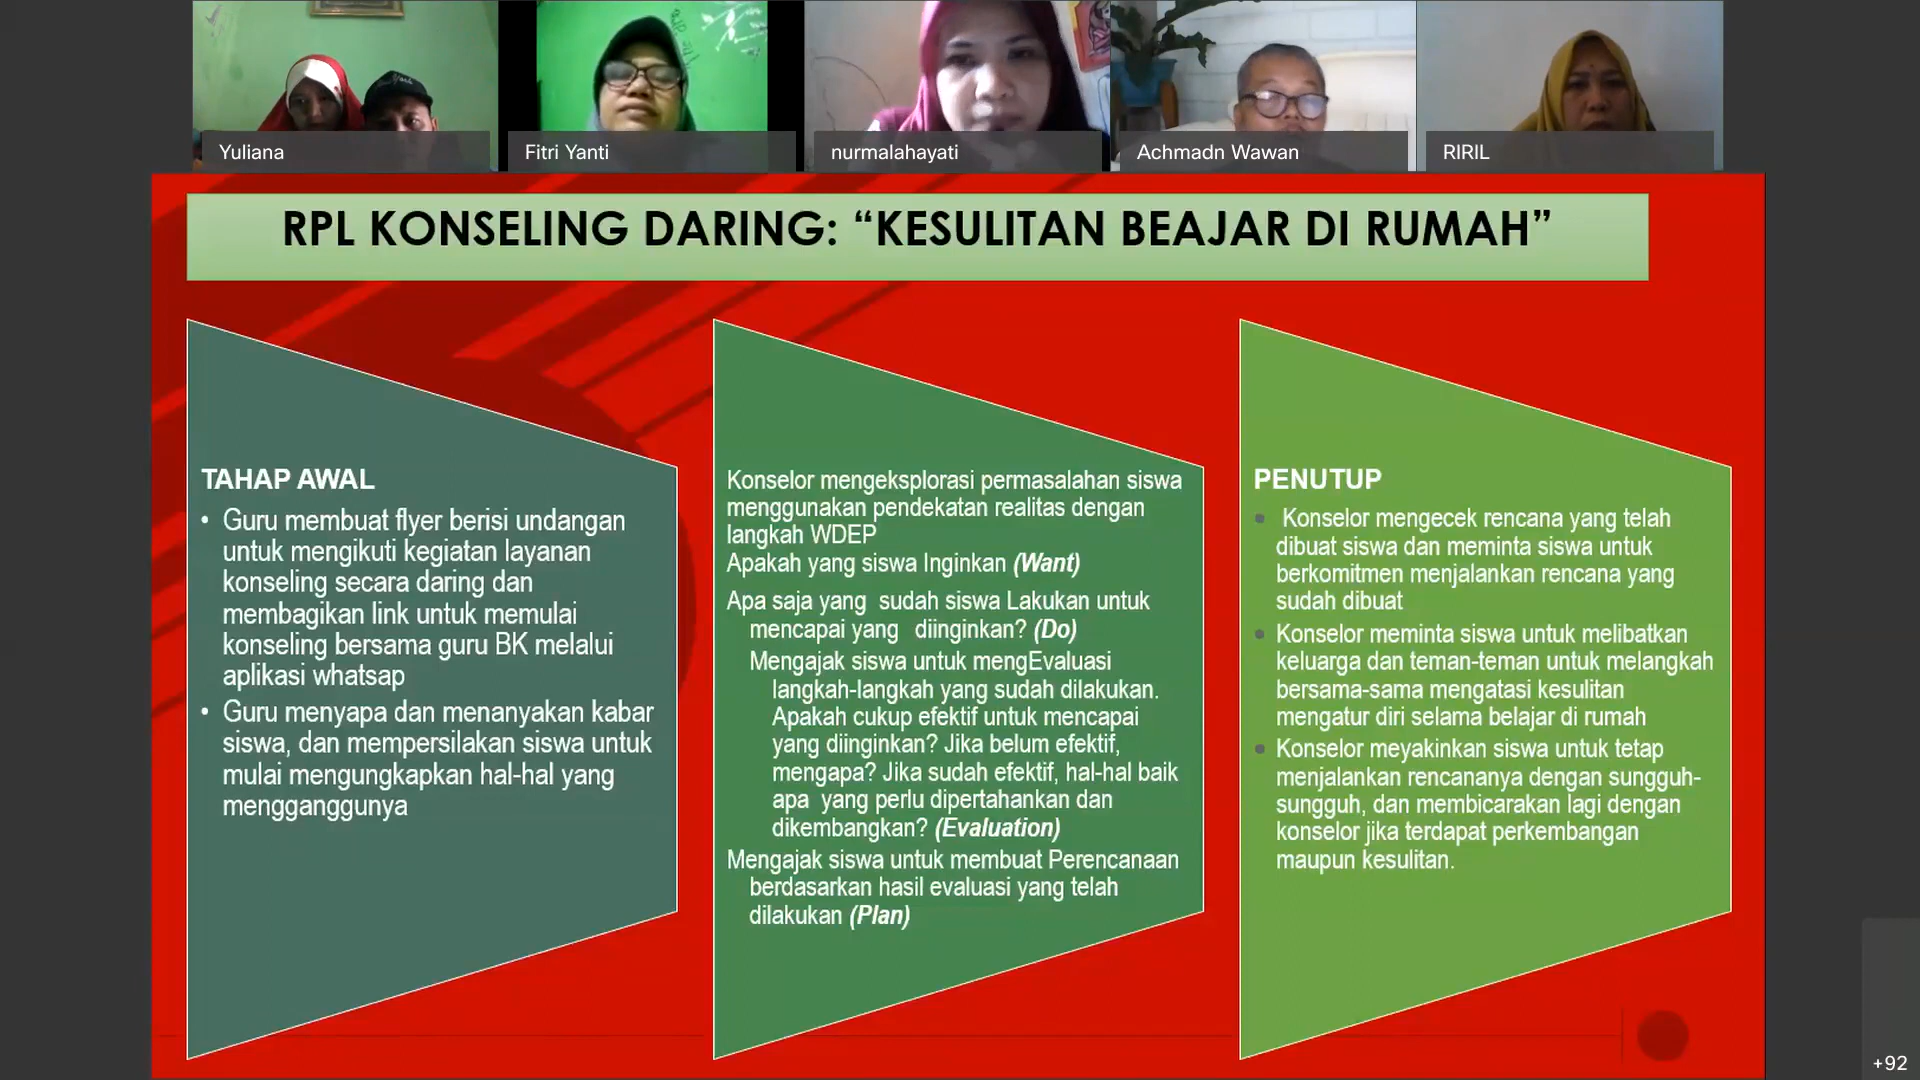 Yuliana
Fitri Yanti
nurmalahayati
Achmadn Wawan
RIRIL
RPL KONSELING DARING: “KESULITAN BEAJAR DI RUMAH”
TAHAP AWAL
• Guru membuat flyer berisi undangan
untuk mengikuti kegiatan layanan
konseling secara daring dan
membagikan link untuk memulai
konseling bersama guru BK melalui
aplikasi whatsap
• Guru menyapa dan menanyakan kabar
siswa, dan mempersilakan siswa untuk
mulai mengungkapkan hal-hal yang
mengganggunya
Konselor mengeksplorasi permasalahan siswa
menggunakan pendekatan realitas dengan
langkah WDEP
Apakah yang siswa Inginkan (Want)
Apa saja yang sudah siswa Lakukan untuk
mencapai yang diinginkan? (Do)
Mengajak siswa untuk mengEvaluasi
langkah-langkah yang sudah dilakukan.
Apakah cukup efektif untuk mencapai
yang diinginkan? Jika belum efektif,
mengapa? Jika sudah efektif, hal-hal baik
apa yang perlu dipertahankan dan
dikembangkan? (Evaluation)
Mengajak siswa untuk membuat Perencanaan
berdasarkan hasil evaluasi yang telah
dilakukan (Plan)
PENUTUP
• Konselor mengecek rencana yang telah
dibuat siswa dan meminta siswa untuk
berkomitmen menjalankan rencana yang
sudah dibuat
• Konselor meminta siswa untuk melibatkan
keluarga dan teman-teman untuk melangkah
bersama-sama mengatasi kesulitan
mengatur diri selama belajar di rumah
• Konselor meyakinkan siswa untuk tetap
menjalankan rencananya dengan sungguh-
sungguh, dan membicarakan lagi dengan
konselor jika terdapat perkembangan
maupun kesulitan.
+92